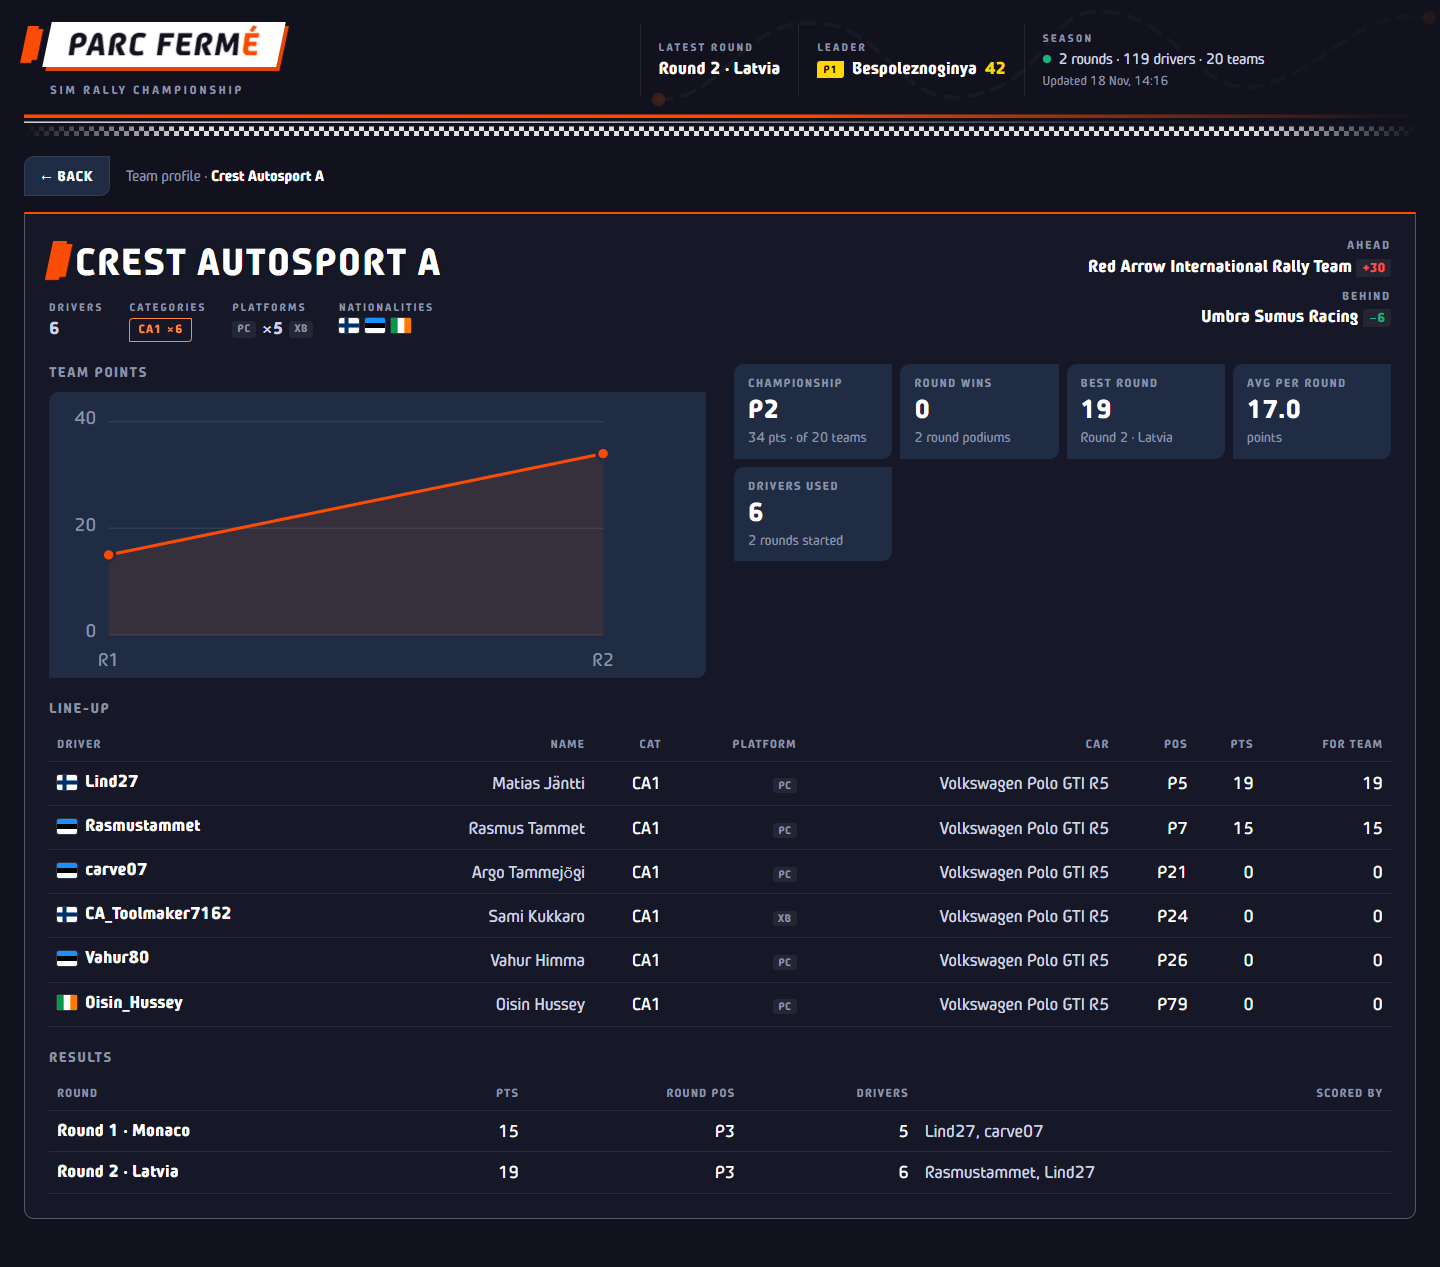 PARC FERMÉ
SIM RALLY CHAMPIONSHIP
LATEST ROUND
Round 2 · Latvia
LEADER
P1 Bespoleznoginya 42
SEASON
2 rounds · 119 drivers · 20 teams
Updated 18 Nov, 14:16
← BACK
Team profile · Crest Autosport A
CREST AUTOSPORT A
DRIVERS
6
CATEGORIES
CA1 ×6
PLATFORMS
PC ×5 XB
NATIONALITIES
AHEAD
Red Arrow International Rally Team +30
BEHIND
Umbra Sumus Racing −6
TEAM POINTS
40
20
0
R1 R2
CHAMPIONSHIP
P2
34 pts · of 20 teams
ROUND WINS
0
2 round podiums
BEST ROUND
19
Round 2 · Latvia
AVG PER ROUND
17.0
points
DRIVERS USED
6
2 rounds started
LINE-UP
DRIVER NAME CAT PLATFORM CAR POS PTS FOR TEAM
Lind27 Matias Jäntti CA1 PC Volkswagen Polo GTI R5 P5 19 19
Rasmustammet Rasmus Tammet CA1 PC Volkswagen Polo GTI R5 P7 15 15
carve07 Argo Tammejõgi CA1 PC Volkswagen Polo GTI R5 P21 0 0
CA_Toolmaker7162 Sami Kukkaro CA1 XB Volkswagen Polo GTI R5 P24 0 0
Vahur80 Vahur Himma CA1 PC Volkswagen Polo GTI R5 P26 0 0
Oisin_Hussey Oisin Hussey CA1 PC Volkswagen Polo GTI R5 P79 0 0
RESULTS
ROUND PTS ROUND POS DRIVERS SCORED BY
Round 1 · Monaco 15 P3 5 Lind27, carve07
Round 2 · Latvia 19 P3 6 Rasmustammet, Lind27